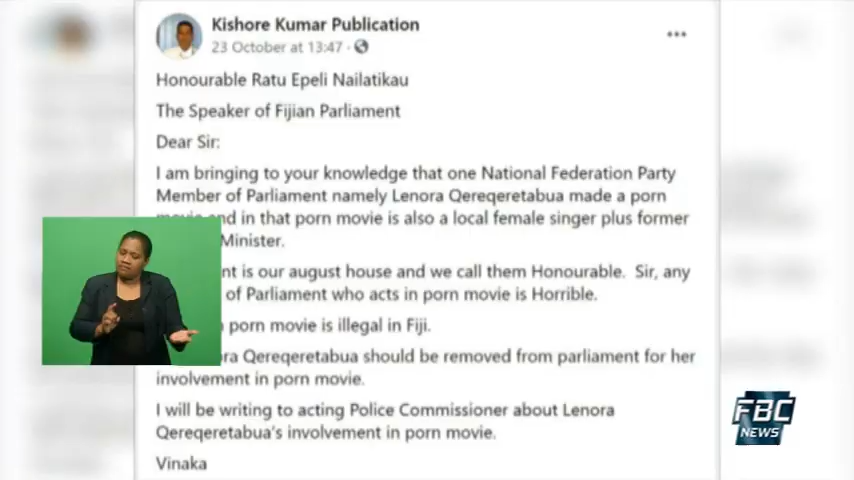 Kishore Kumar Publication
23 October at 13:47 ·
Honourable Ratu Epeli Nailatikau
The Speaker of Fijian Parliament
Dear Sir:
I am bringing to your knowledge that one National Federation Party
Member of Parliament namely Lenora Qereqeretabua made a porn
and in that porn movie is also a local female singer plus former
Minister.
is our august house and we call them Honourable. Sir, any
of Parliament who acts in porn movie is Horrible.
porn movie is illegal in Fiji.
Qereqeretabua should be removed from parliament for her
involvement in porn movie.
I will be writing to acting Police Commissioner about Lenora
Qereqeretabua's involvement in porn movie.
Vinaka
FBC
NEWS